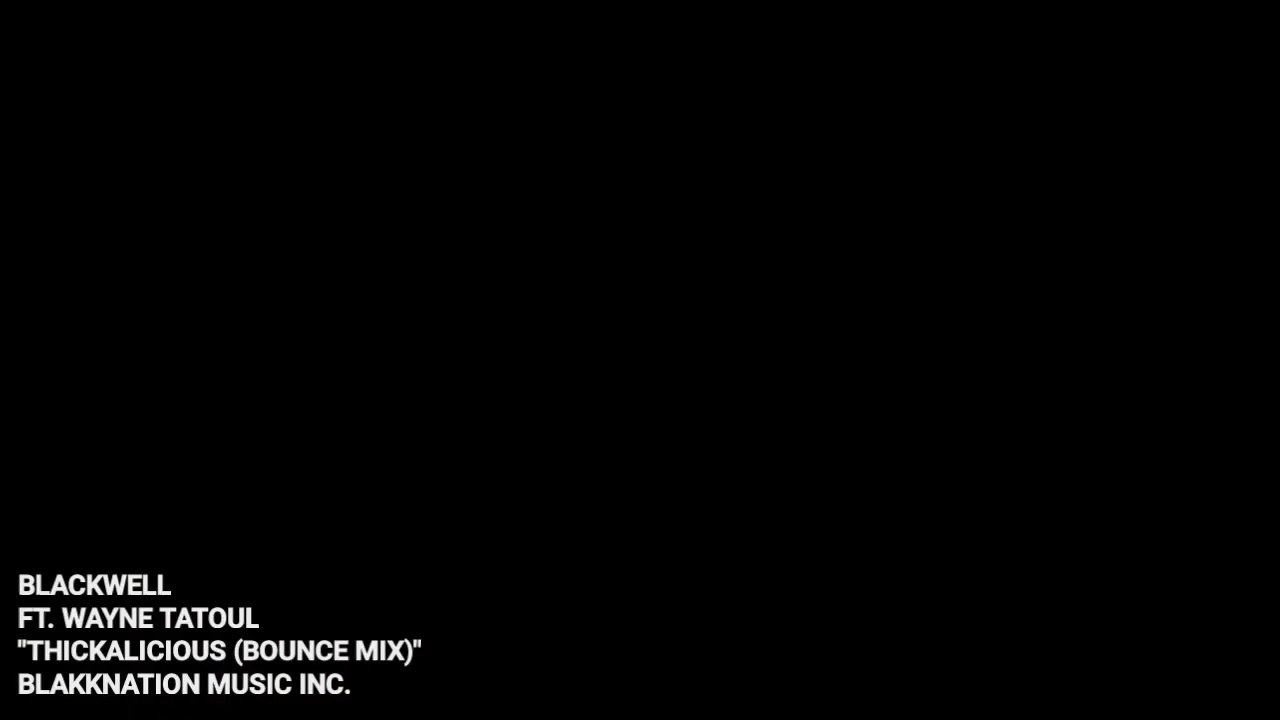 BLACKWELL
FT. WAYNE TATOUL
"THICKALICIOUS (BOUNCE MIX)"
BLAKKNATION MUSIC INC.